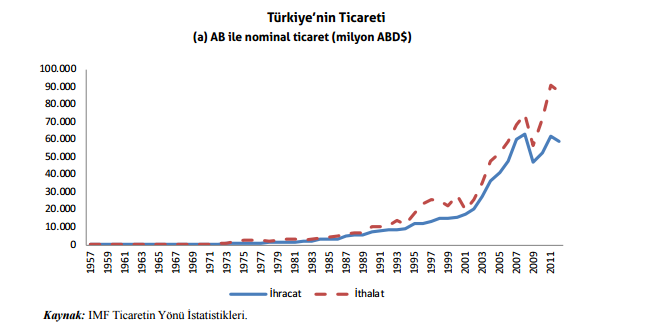 Türkiye'nin Ticareti
(a) AB ile nominal ticaret (milyon ABD$)
100.000
90.000
80.000
70.000
60.000
50.000
40.000
30.000
20.000
10.000
0
1957 1959 1961 1963 1965 1967 1969 1971 1973 1975 1977 1979 1981 1983 1985 1987 1989 1991 1993 1995 1997 1999 2001 2003 2005 2007 2009 2011
İhracat İthalat
Kaynak: IMF Ticaretin Yönü İstatistikleri.